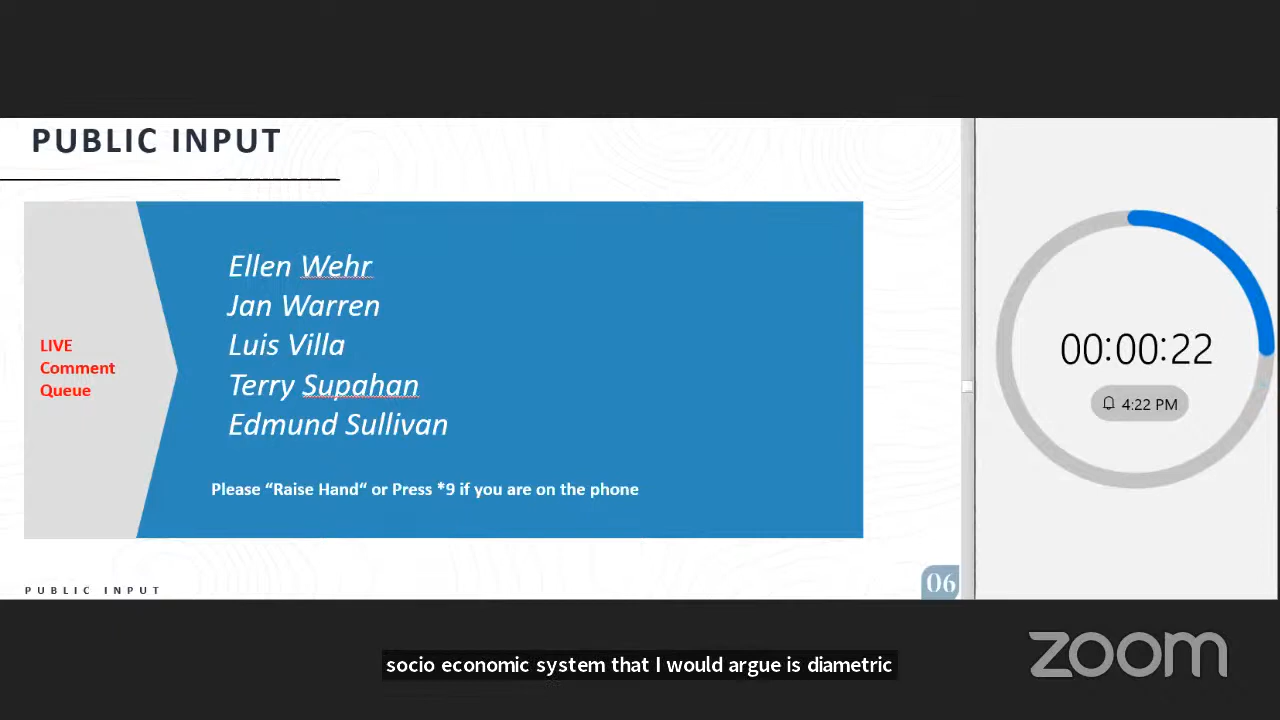 PUBLIC INPUT
LIVE
Comment
Queue
Ellen Wehr
Jan Warren
Luis Villa
Terry Supahan
Edmund Sullivan
Please “Raise Hand“ or Press *9 if you are on the phone
PUBLIC INPUT
06
00:00:22
4:22 PM
socio economic system that I would argue is diametric
zoom